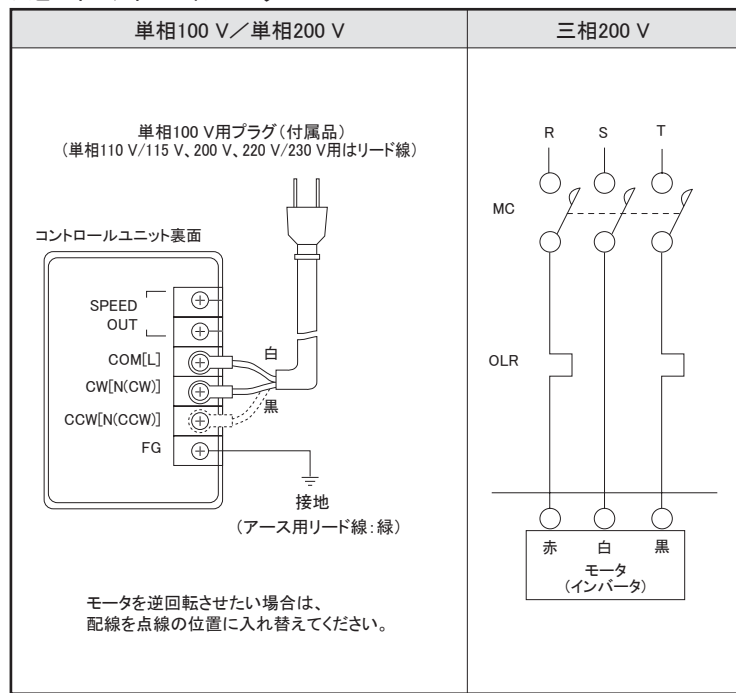 単相100 V／単相200 V
単相100 V用プラグ（付属品）
（単相110 V/115 V、200 V、220 V/230 V用はリード線）
コントロールユニット裏面
SPEED
OUT
COM[L]
CW[N(CW)]
CCW[N(CCW)]
FG
白
黒
接地
（アース用リード線：緑）
モータを逆回転させたい場合は、
配線を点線の位置に入れ替えてください。
三相200 V
R S T
MC
OLR
赤 白 黒
モータ
（インバータ）